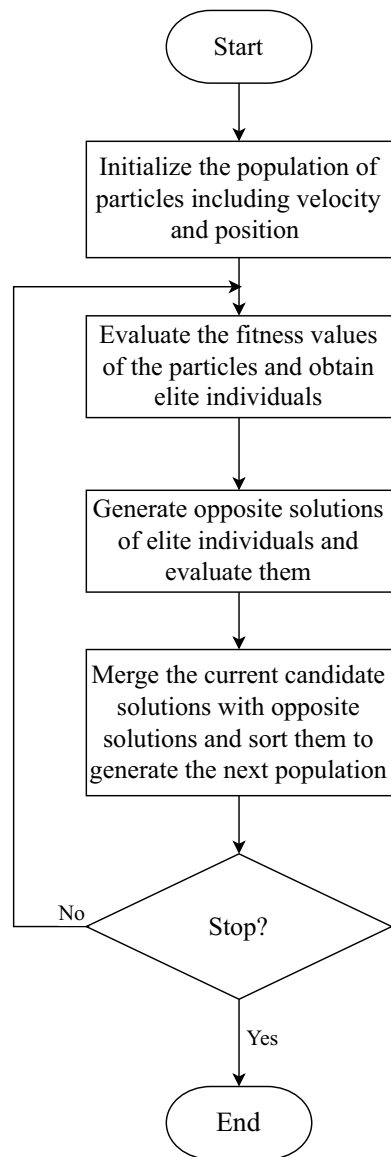 Start
Initialize the population of
particles including velocity
and position
Evaluate the fitness values
of the particles and obtain
elite individuals
Generate opposite solutions
of elite individuals and
evaluate them
Merge the current candidate
solutions with opposite
solutions and sort them to
generate the next population
No
Stop?
Yes
End